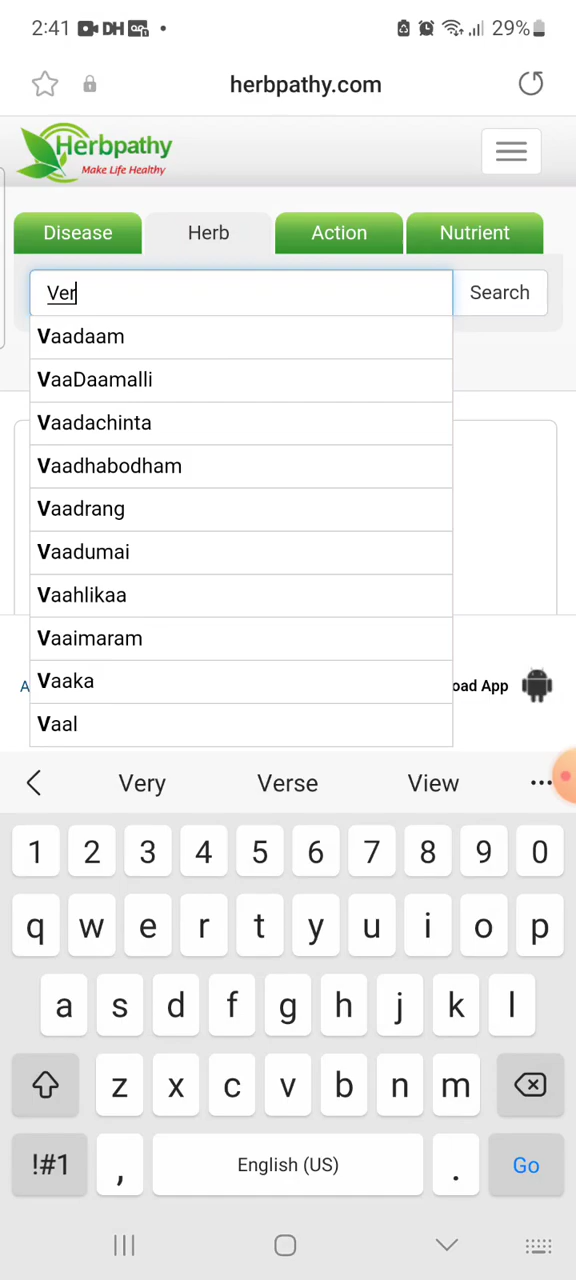 2:41 DH 29%
herbpathy.com
Herbpathy
Make Life Healthy
Disease Herb Action Nutrient
Ver Search
Vaadaam
VaaDaamalli
Vaadachinta
Vaadhabodham
Vaadrang
Vaadumai
Vaahlikaa
Vaaimaram
Vaaka
A oad App
Vaal
Very Verse View
1 2 3 4 5 6 7 8 9 0
q w e r t y u i o p
a s d f g h j k l
z x c v b n m
!#1 , English (US) . Go